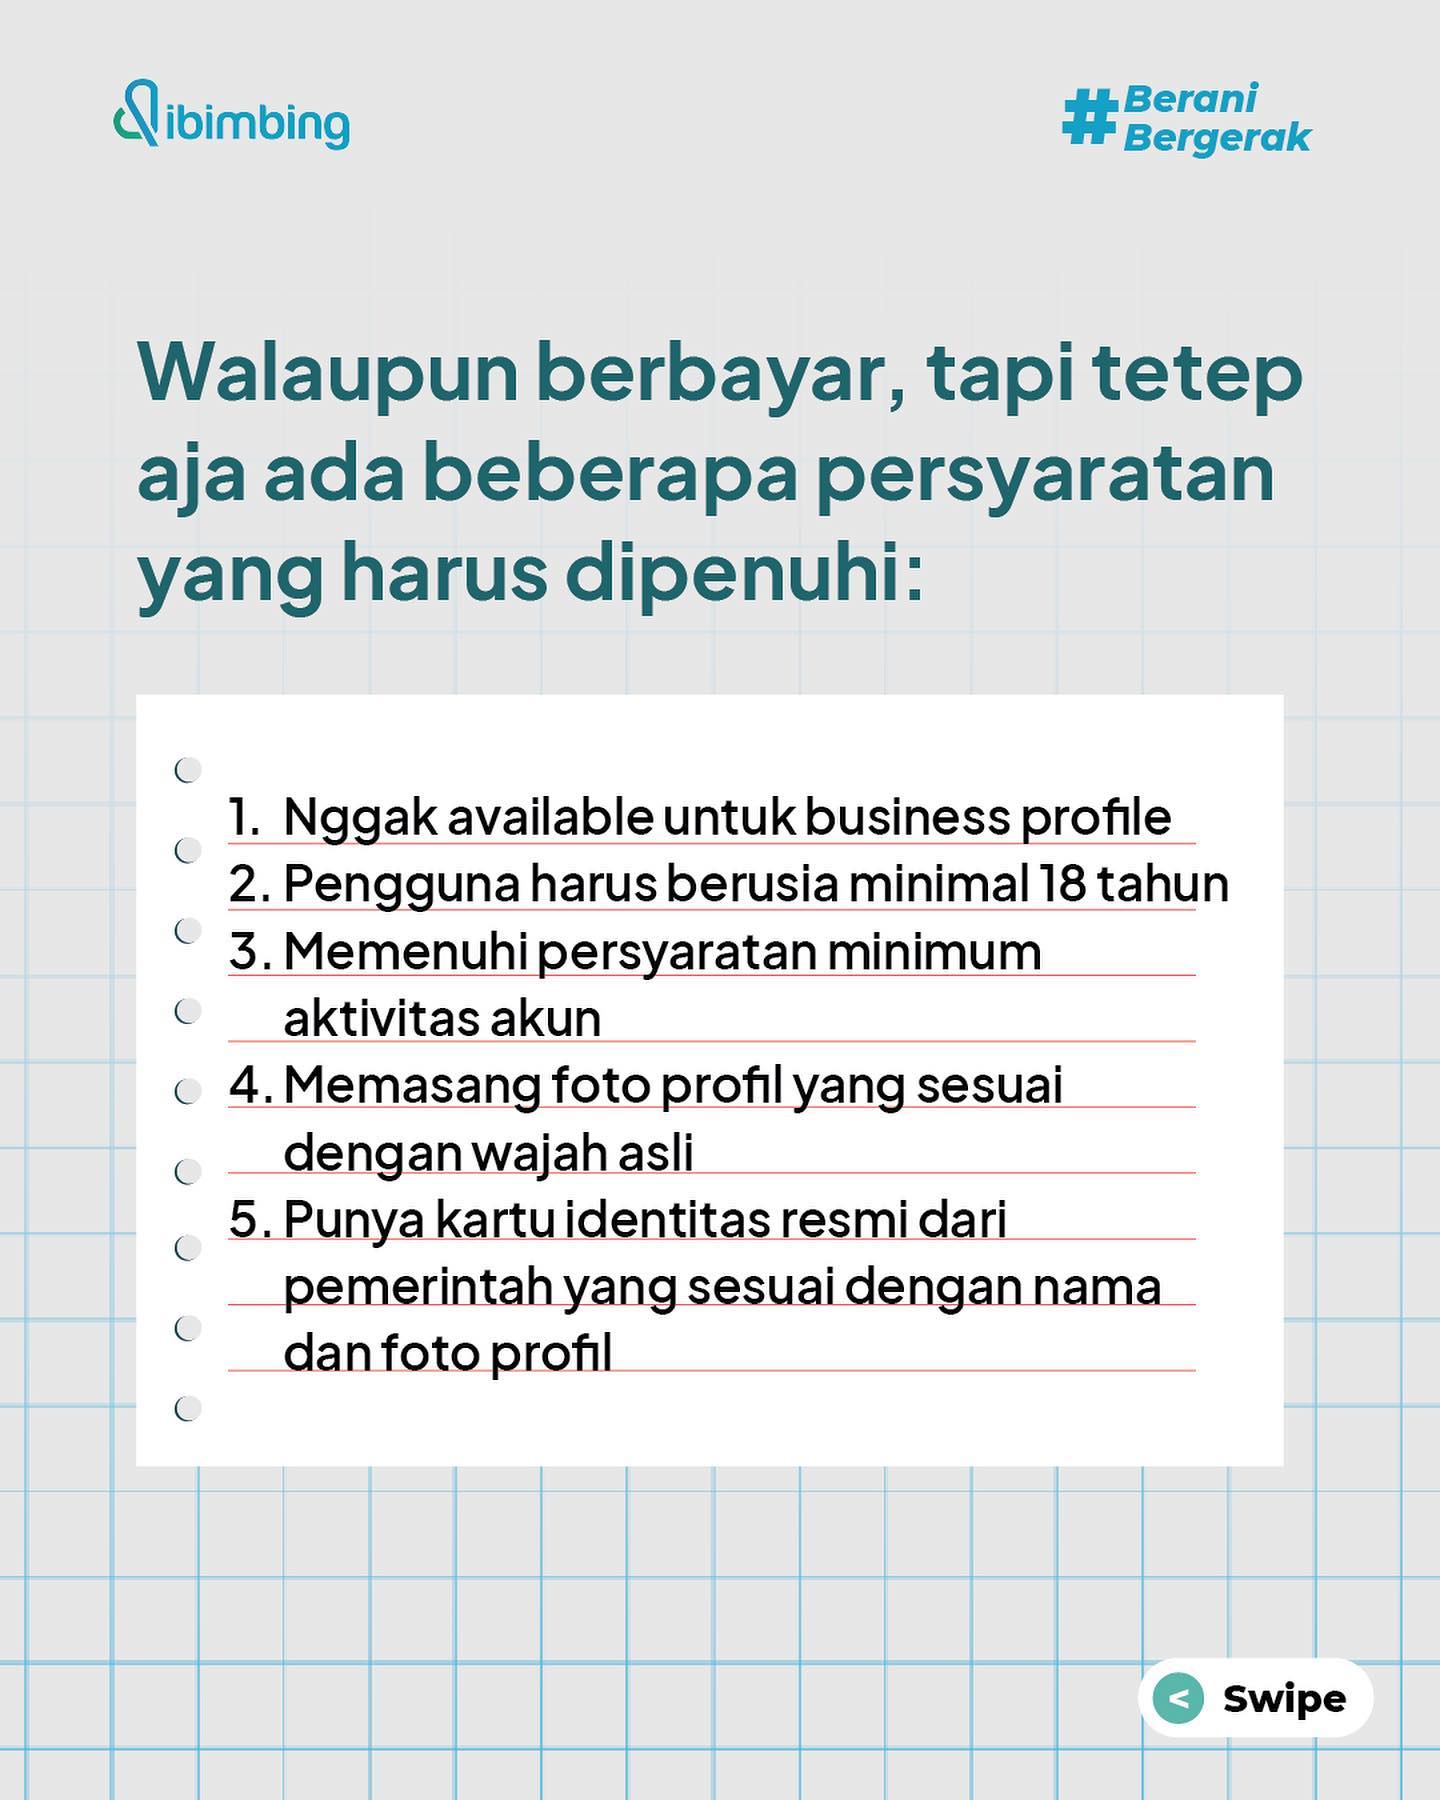 dibimbing
#Berani
Bergerak
Walaupun berbayar, tapi tetep
aja ada beberapa persyaratan
yang harus dipenuhi:
1. Nggak available untuk business profile
2. Pengguna harus berusia minimal 18 tahun
3. Memenuhi persyaratan minimum
aktivitas akun
4. Memasang foto profil yang sesuai
dengan wajah asli
5. Punya kartu identitas resmi dari
pemerintah yang sesuai dengan nama
dan foto profil
< Swipe